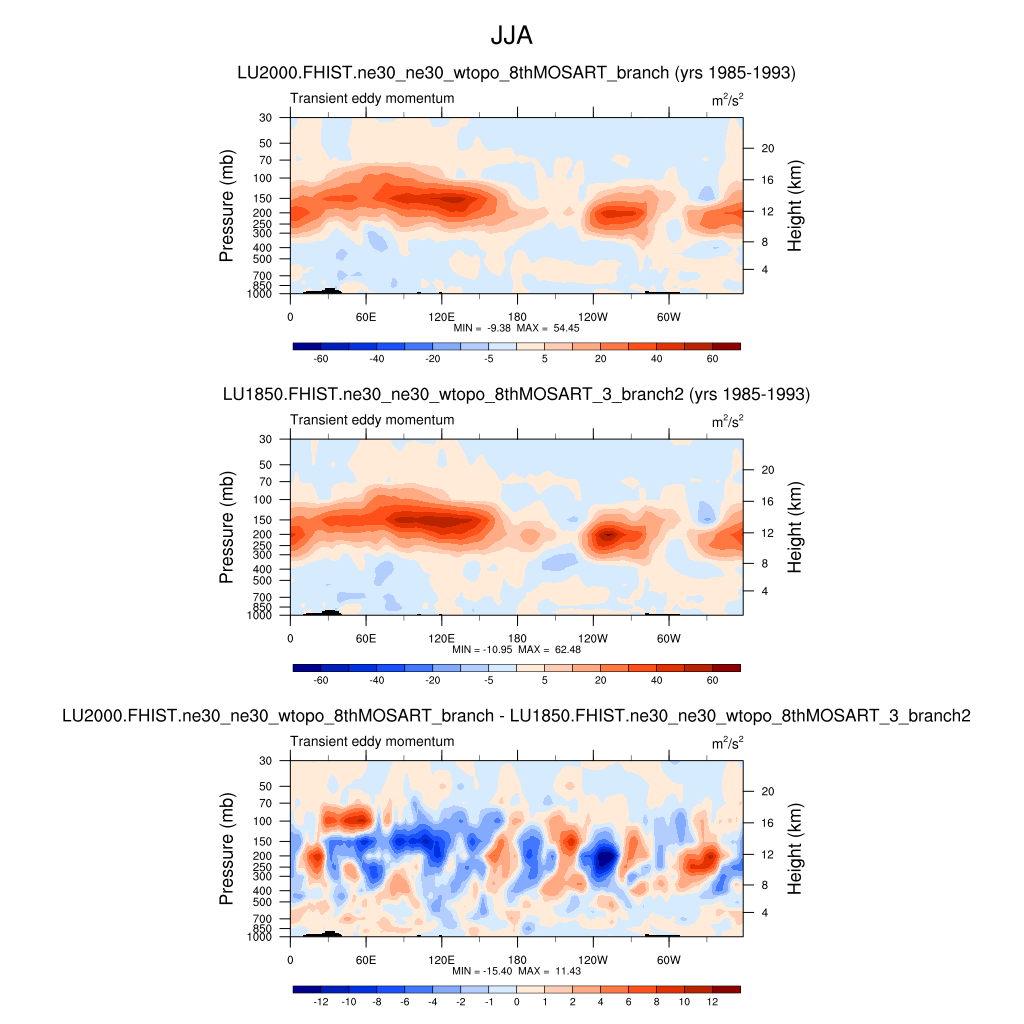 JJA
LU2000.FHIST.ne30_ne30_wtopo_8thMOSART_branch (yrs 1985-1993)
Transient eddy momentum m²/s²
30
50
70
100
150
200
250
300
400
500
700
850
1000
Pressure (mb)
20
16
12
8
4
Height (km)
0 60E 120E 180 120W 60W
MIN = -9.38 MAX = 54.45
-60 -40 -20 -5 5 20 40 60
LU1850.FHIST.ne30_ne30_wtopo_8thMOSART_3_branch2 (yrs 1985-1993)
Transient eddy momentum m²/s²
30
50
70
100
150
200
250
300
400
500
700
850
1000
Pressure (mb)
20
16
12
8
4
Height (km)
0 60E 120E 180 120W 60W
MIN = -10.95 MAX = 62.48
-60 -40 -20 -5 5 20 40 60
LU2000.FHIST.ne30_ne30_wtopo_8thMOSART_branch - LU1850.FHIST.ne30_ne30_wtopo_8thMOSART_3_branch2
Transient eddy momentum m²/s²
30
50
70
100
150
200
250
300
400
500
700
850
1000
Pressure (mb)
20
16
12
8
4
Height (km)
0 60E 120E 180 120W 60W
MIN = -15.40 MAX = 11.43
-12 -10 -8 -6 -4 -2 -1 0 1 2 4 6 8 10 12